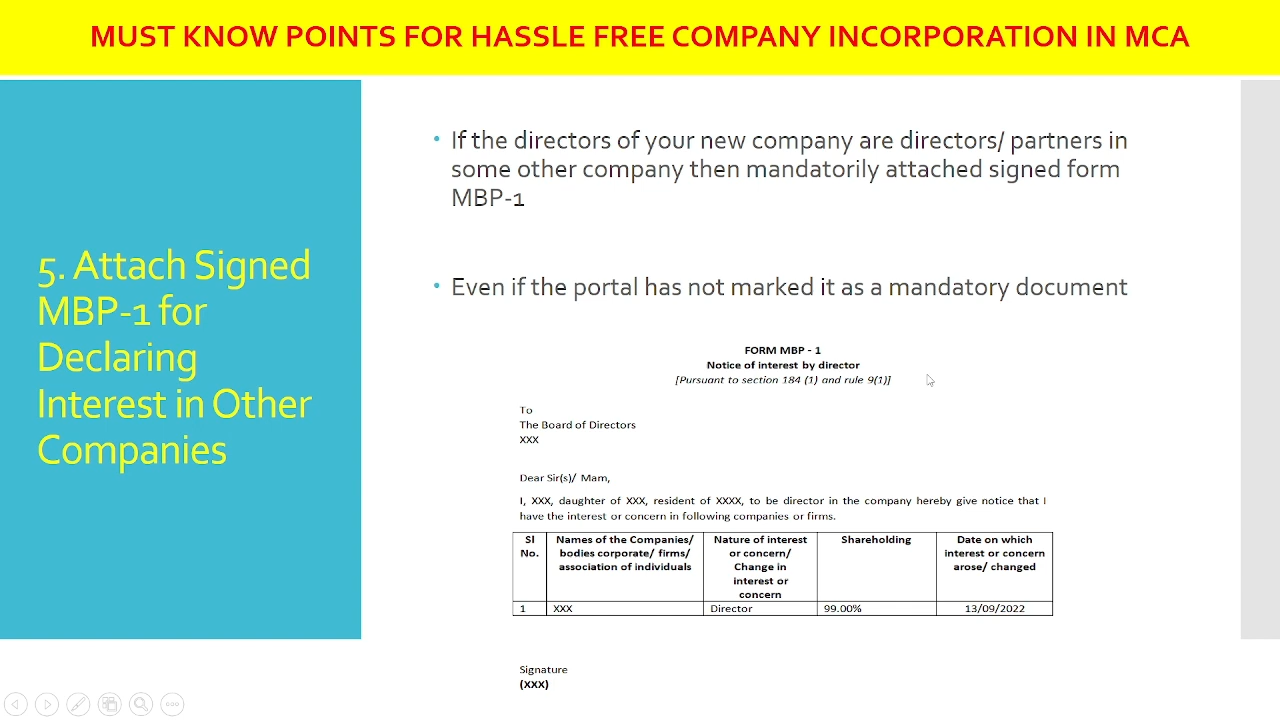 MUST KNOW POINTS FOR HASSLE FREE COMPANY INCORPORATION IN MCA
5. Attach Signed
MBP-1 for
Declaring
Interest in Other
Companies
• If the directors of your new company are directors/ partners in
some other company then mandatorily attached signed form
MBP-1
• Even if the portal has not marked it as a mandatory document
FORM MBP - 1
Notice of interest by director
[Pursuant to section 184 (1) and rule 9(1)]
To
The Board of Directors
XXX
Dear Sir(s)/ Mam,
I, XXX, daughter of XXX, resident of XXXX, to be director in the company hereby give notice that I
have the interest or concern in following companies or firms.
Sl No. | Names of the Companies/ bodies corporate/ firms/ association of individuals | Nature of interest or concern/ Change in interest or concern | Shareholding | Date on which interest or concern arose/ changed
1 | XXX | Director | 99.00% | 13/09/2022
Signature
(XXX)